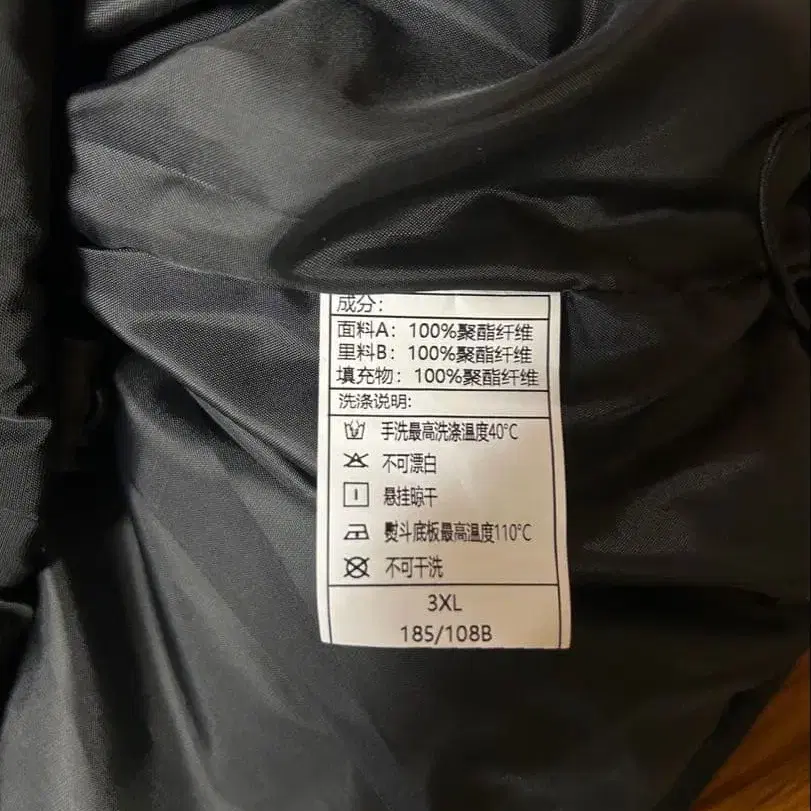 成分:
面料A: 100%聚酯纤维
里料B: 100%聚酯纤维
填充物: 100%聚酯纤维
洗涤说明:
手洗最高洗涤温度40°C
不可漂白
悬挂晾干
熨斗底板最高温度110°C
不可干洗
3XL
185/108B